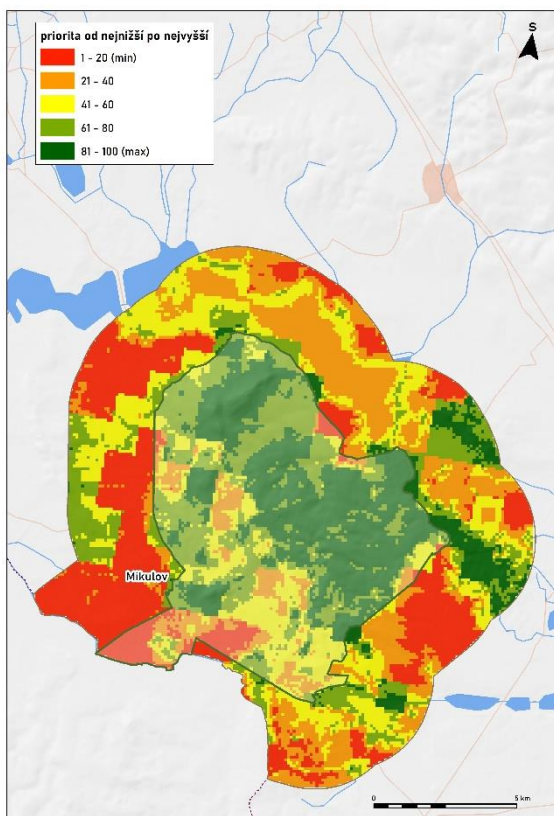 priorita od nejnižší po nejvyšší
1 - 20 (min)
21 - 40
41 - 60
61 - 80
81 - 100 (max)
S
Mikulov
0
5 km